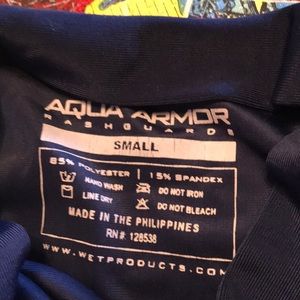 AQUA ARMOR
RASHGUARDS
SMALL
85% POLYESTER | 15% SPANDEX
HAND WASH DO NOT IRON
LINE DRY DO NOT BLEACH
MADE IN THE PHILIPPINES
RN# 128538
WWW.WETPRODUCTS.COM